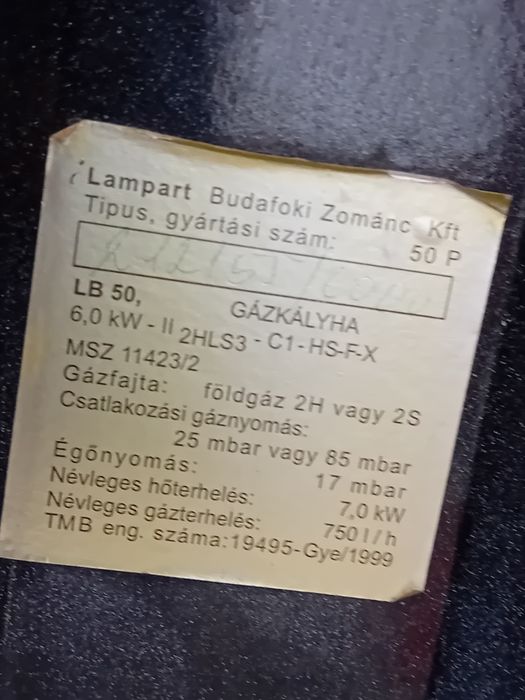 Lampart Budafoki Zománc Kft
Tipus, gyártási szám: 50 P
LB 50, GÁZKÁLYHA
6,0 kW - II 2HLS3 - C1-HS-F-X
MSZ 11423/2
Gázfajta: földgáz 2H vagy 2S
Csatlakozási gáznyomás:
25 mbar vagy 85 mbar
Égőnyomás: 17 mbar
Névleges hőterhelés: 7,0 kW
Névleges gázterhelés: 750 l/h
TMB eng. száma:19495-Gye/1999